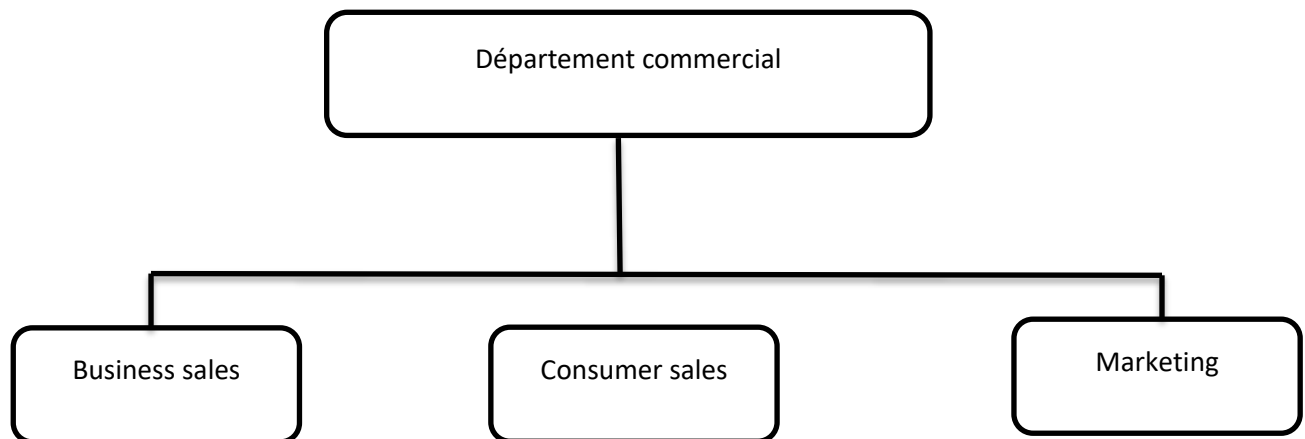 Département commercial
Business sales
Consumer sales
Marketing